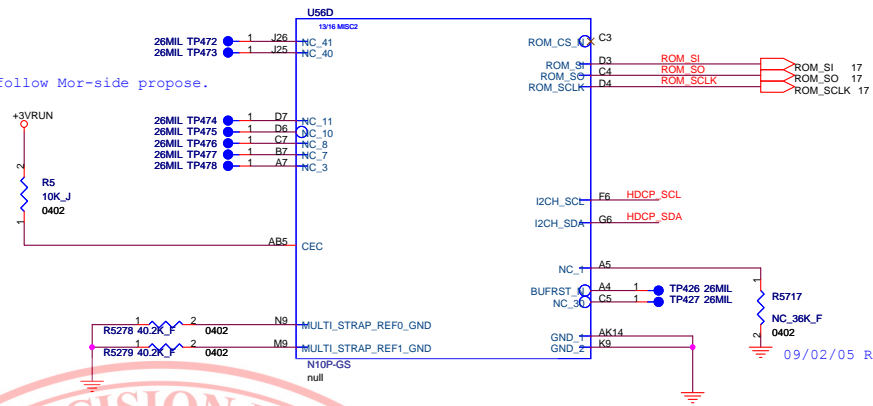 U56D
13/16 MISC2
26MIL TP472 1 J26 NC_41
26MIL TP473 1 J25 NC_40
ROM_CS_N C3
ROM_SI D3 ROM_SI ROM_SI 17
ROM_SO C4 ROM_SO ROM_SO 17
ROM_SCLK D4 ROM_SCLK ROM_SCLK 17
follow Mor-side propose.
+3VRUN
26MIL TP474 1 D7 NC_11
26MIL TP475 1 D6 NC_10
26MIL TP476 1 C7 NC_8
26MIL TP477 1 B7 NC_7
26MIL TP478 1 A7 NC_3
2
R5
10K_J
0402
1
I2CH_SCL F6 HDCP_SCL
I2CH_SDA G6 HDCP_SDA
AB5 CEC
NC_1 A5
BUFRST_N A4 1 TP426 26MIL
NC_30 C5 1 TP427 26MIL
1
R5717
NC_36K_F
0402
2
R5278 40.2K_F 1 2 0402 N9 MULTI_STRAP_REF0_GND
R5279 40.2K_F 1 2 0402 M9 MULTI_STRAP_REF1_GND
GND_1 AK14
GND_2 K9
09/02/05 R
N10P-GS
null
CISION